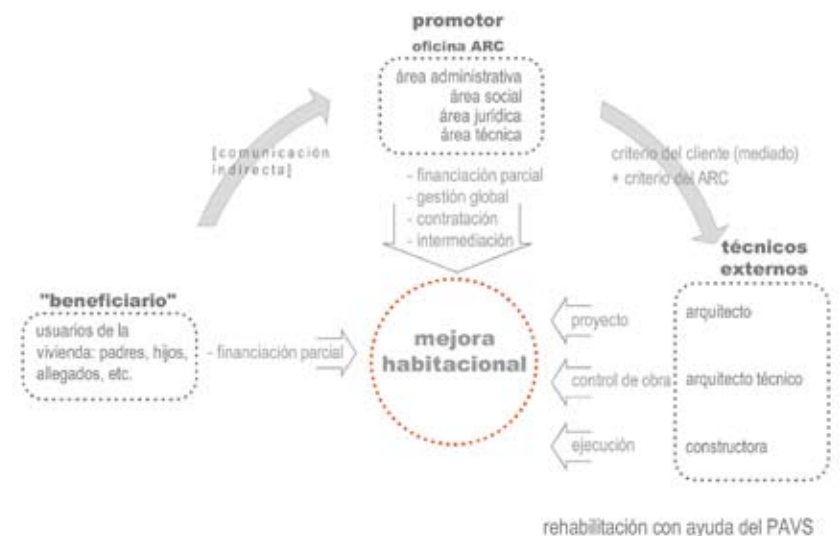 promotor
oficina ARC
área administrativa
área social
área jurídica
área técnica
[comunicación
indirecta]
- financiación parcial
- gestión global
- contratación
- intermediación
criterio del cliente (mediado)
+ criterio del ARC
técnicos
externos
"beneficiario"
usuarios de la
vivienda: padres, hijos,
allegados, etc.
- financiación parcial
mejora
habitacional
proyecto
arquitecto
control de obra
arquitecto técnico
ejecución
constructora
rehabilitación con ayuda del PAVS